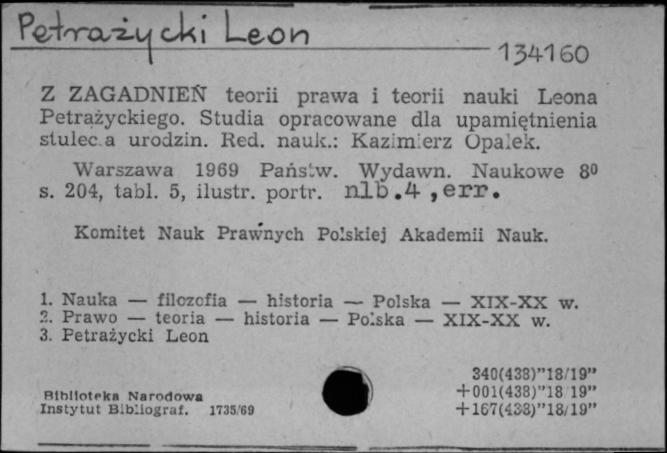 Petrażycki Leon
134160
Z ZAGADNIEŃ teorii prawa i teorii nauki Leona
Petrażyckiego. Studia opracowane dla upamiętnienia
stulec.a urodzin. Red. nauk.: Kazimierz Opałek.
Warszawa 1969 Państw. Wydawn. Naukowe 8⁰
s. 204, tabl. 5, ilustr. portr. nlb.4 ,err.
Komitet Nauk Prawnych Polskiej Akademii Nauk.
1. Nauka — filozofia — historia — Polska — XIX-XX w.
2. Prawo — teoria — historia — Polska — XIX-XX w.
3. Petrażycki Leon
340(438)"18/19"
Biblioteka Narodowa +001(438)"18/19"
Instytut Bibliograf. 1735/69 +167(438)"18/19"